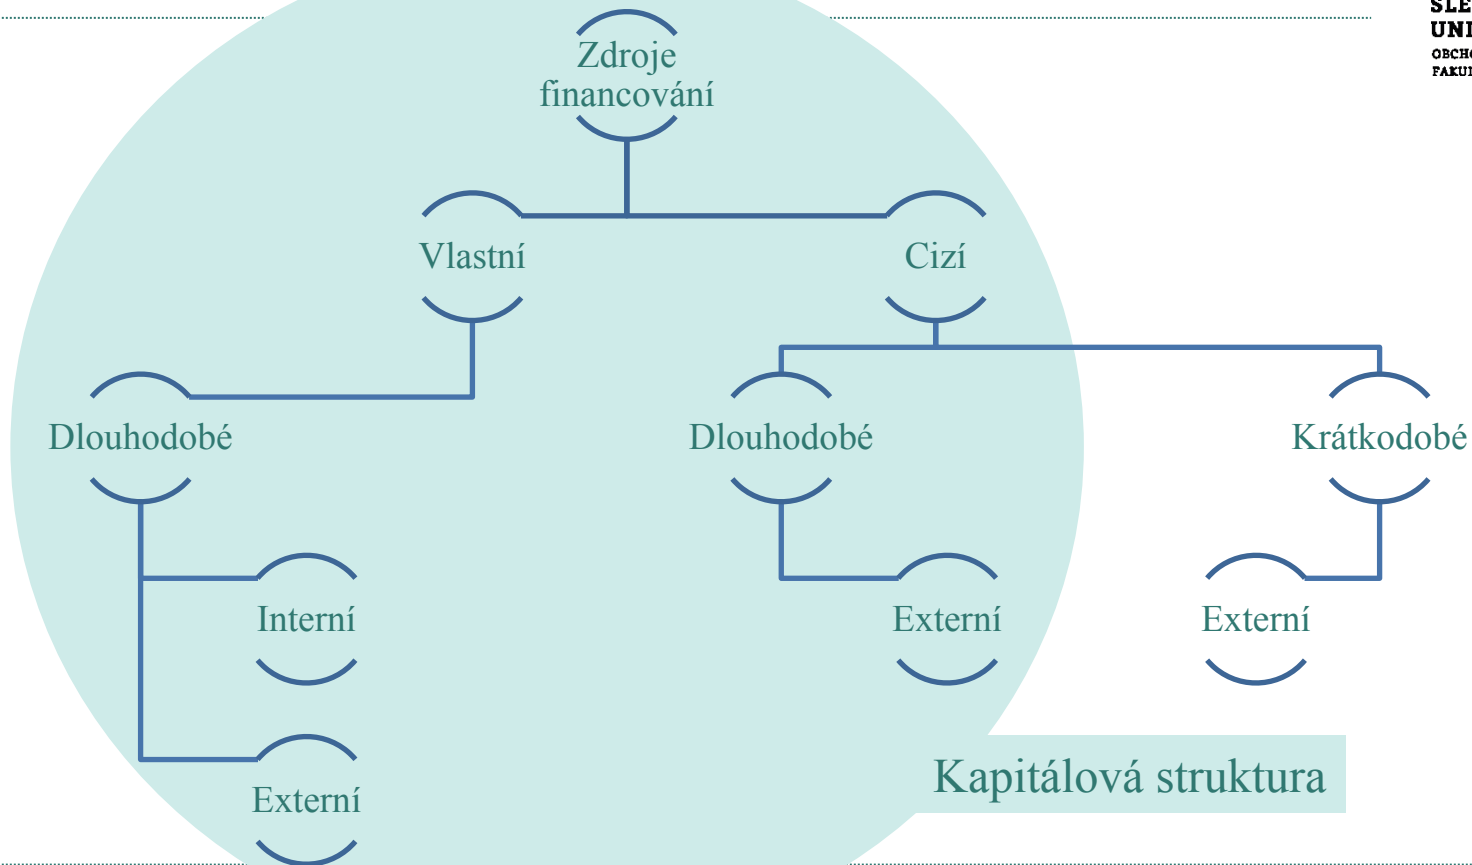 Zdroje
financování
Vlastní
Cizí
Dlouhodobé
Dlouhodobé
Krátkodobé
Interní
Externí
Externí
Externí
Kapitálová struktura